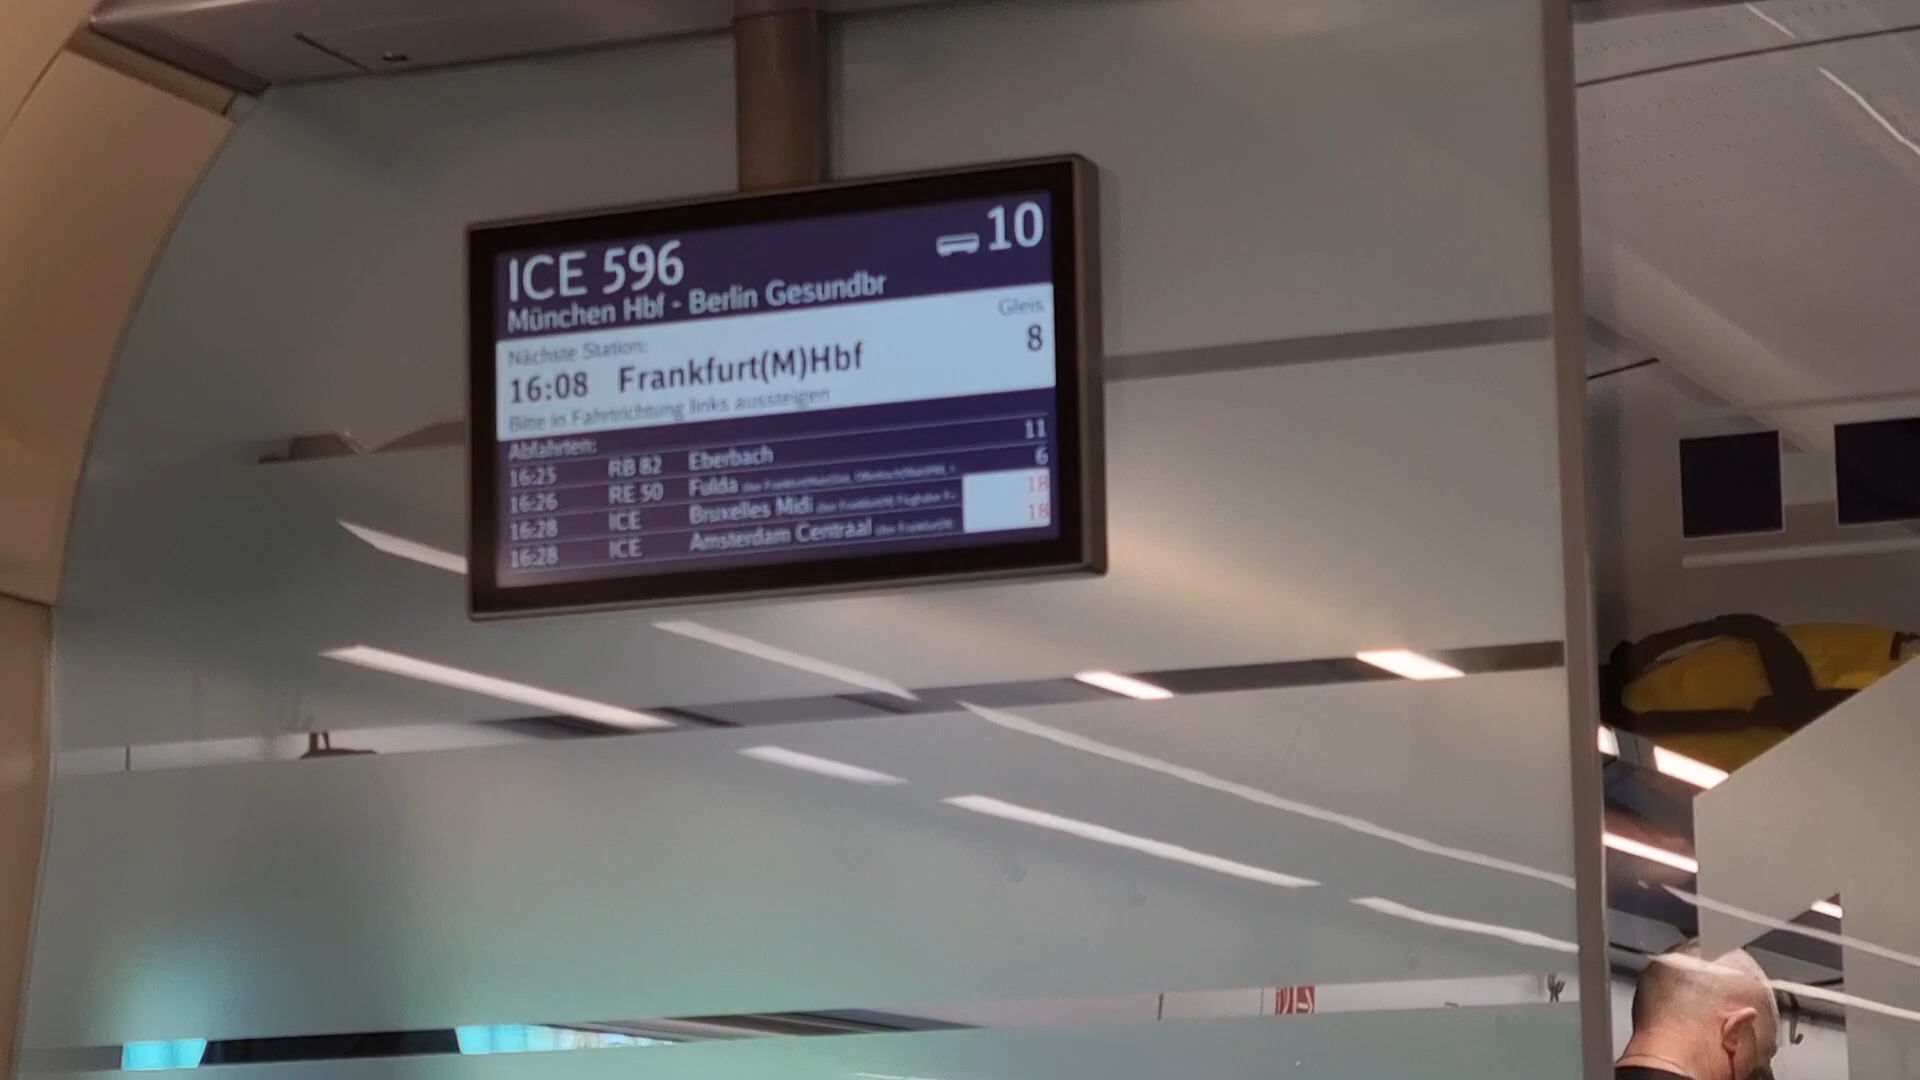 ICE 596
10
München Hbf - Berlin Gesundbr
Gleis
Nächste Station:
8
16:08 Frankfurt(M)Hbf
Bitte in Fahrtrichtung links aussteigen
Abfahrten:
16:25 RB 82 Eberbach 11
16:26 RE 50 Fulda 6
16:28 ICE Bruxelles Midi 18
16:28 ICE Amsterdam Centraal 18